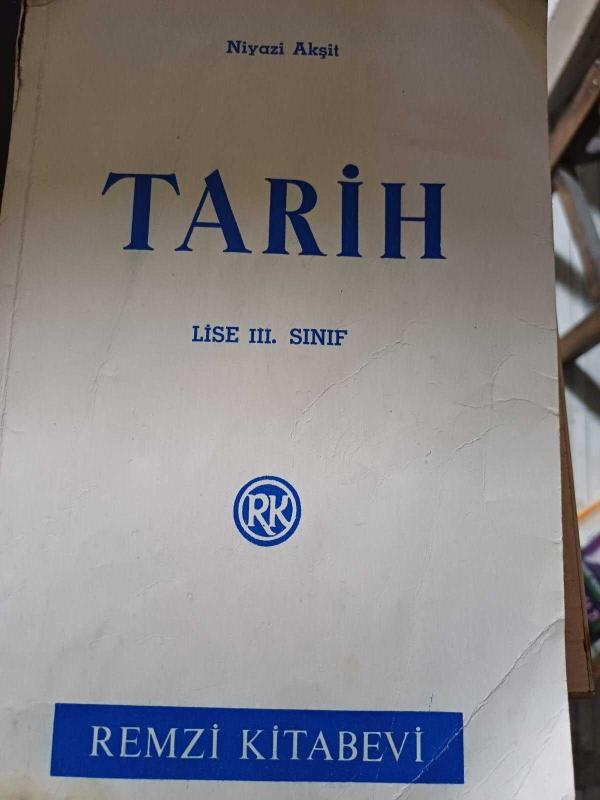 Niyazi Akşit
TARİH
LİSE III. SINIF
RK
REMZİ KİTABEVİ